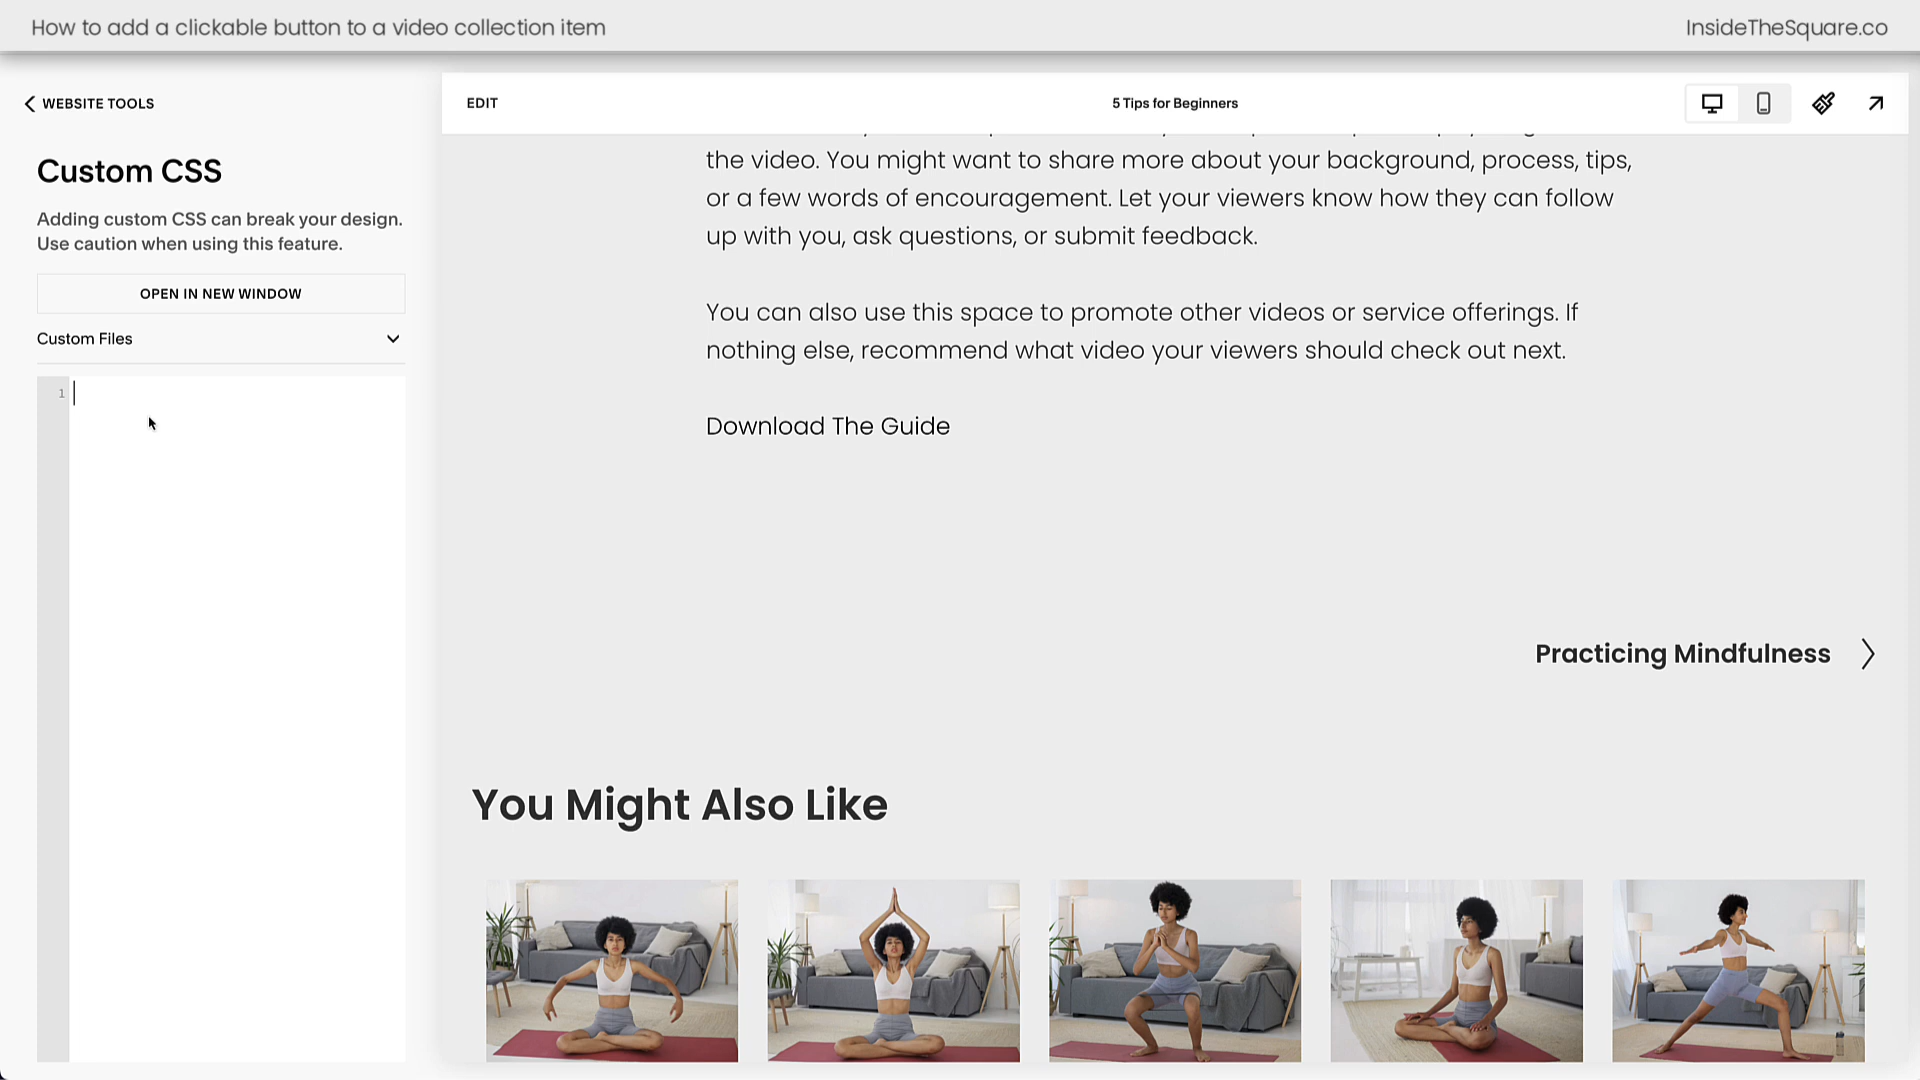 How to add a clickable button to a video collection item
InsideTheSquare.co
WEBSITE TOOLS
Custom CSS
Adding custom CSS can break your design.
Use caution when using this feature.
OPEN IN NEW WINDOW
Custom Files
1
EDIT
5 Tips for Beginners
the video. You might want to share more about your background, process, tips,
or a few words of encouragement. Let your viewers know how they can follow
up with you, ask questions, or submit feedback.
You can also use this space to promote other videos or service offerings. If
nothing else, recommend what video your viewers should check out next.
Download The Guide
Practicing Mindfulness
You Might Also Like